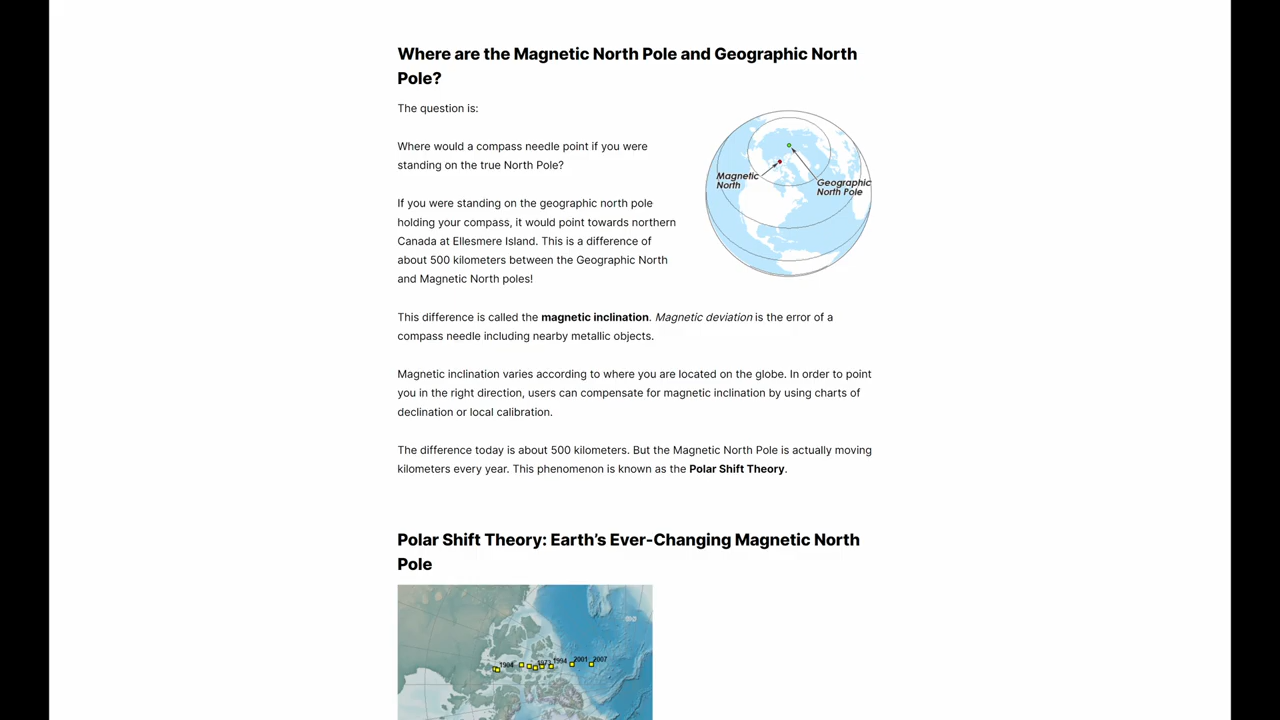 Where are the Magnetic North Pole and Geographic North
Pole?
The question is:
Where would a compass needle point if you were
standing on the true North Pole?
If you were standing on the geographic north pole
holding your compass, it would point towards northern
Canada at Ellesmere Island. This is a difference of
about 500 kilometers between the Geographic North
and Magnetic North poles!
Magnetic
North
Geographic
North Pole
This difference is called the magnetic inclination. Magnetic deviation is the error of a
compass needle including nearby metallic objects.
Magnetic inclination varies according to where you are located on the globe. In order to point
you in the right direction, users can compensate for magnetic inclination by using charts of
declination or local calibration.
The difference today is about 500 kilometers. But the Magnetic North Pole is actually moving
kilometers every year. This phenomenon is known as the Polar Shift Theory.
Polar Shift Theory: Earth’s Ever-Changing Magnetic North
Pole
1904 1994 2001 2007